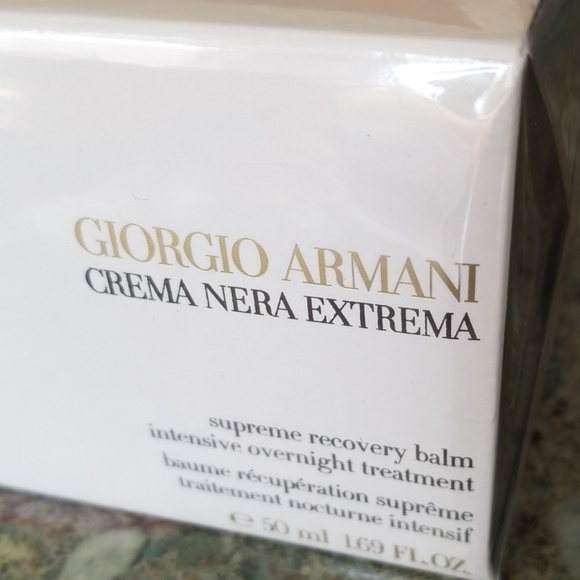 GIORGIO ARMANI
CREMA NERA EXTREMA
supreme recovery balm
intensive overnight treatment
baume récupération suprême
traitement nocturne intensif
℮ 50 ml 1.69 FL.OZ.